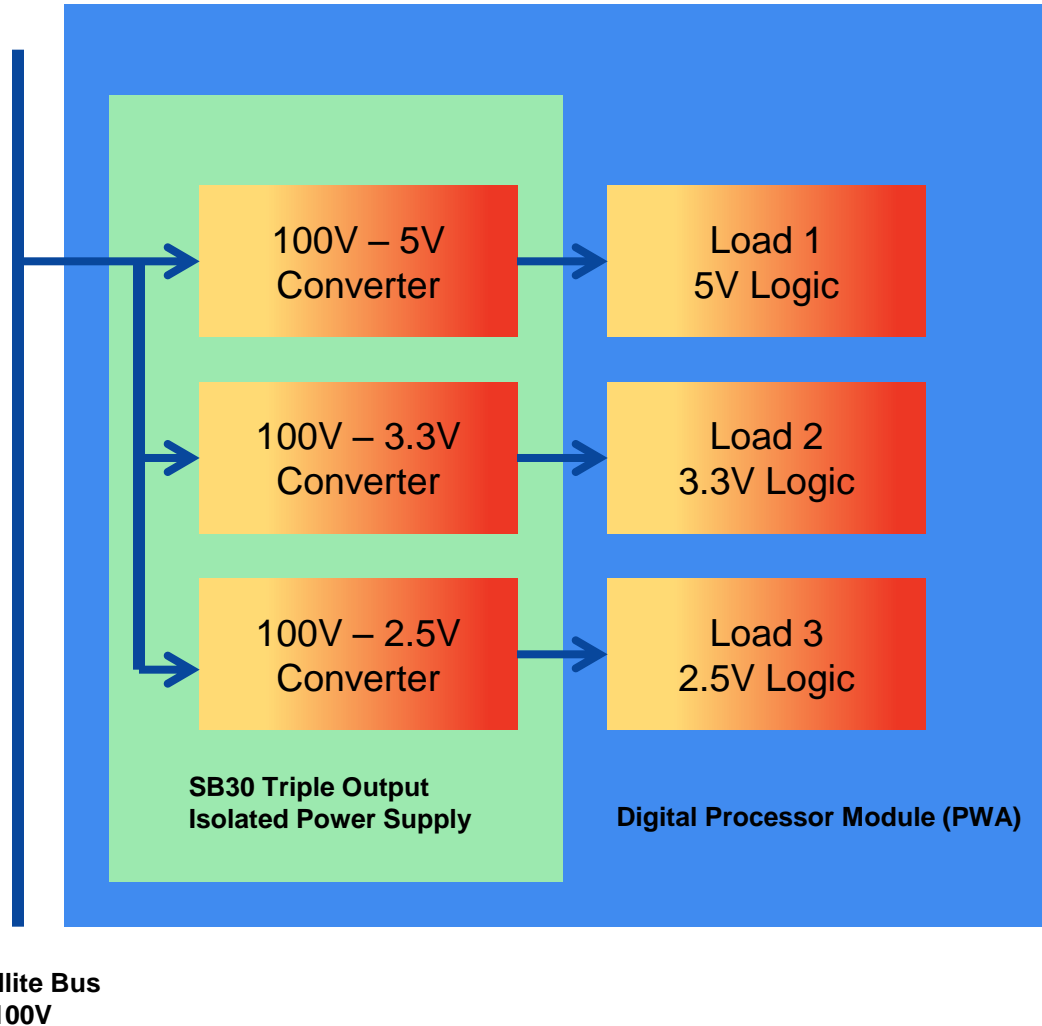 100V – 5V
Converter
Load 1
5V Logic
100V – 3.3V
Converter
Load 2
3.3V Logic
100V – 2.5V
Converter
Load 3
2.5V Logic
SB30 Triple Output
Isolated Power Supply
Digital Processor Module (PWA)
llite Bus
100V